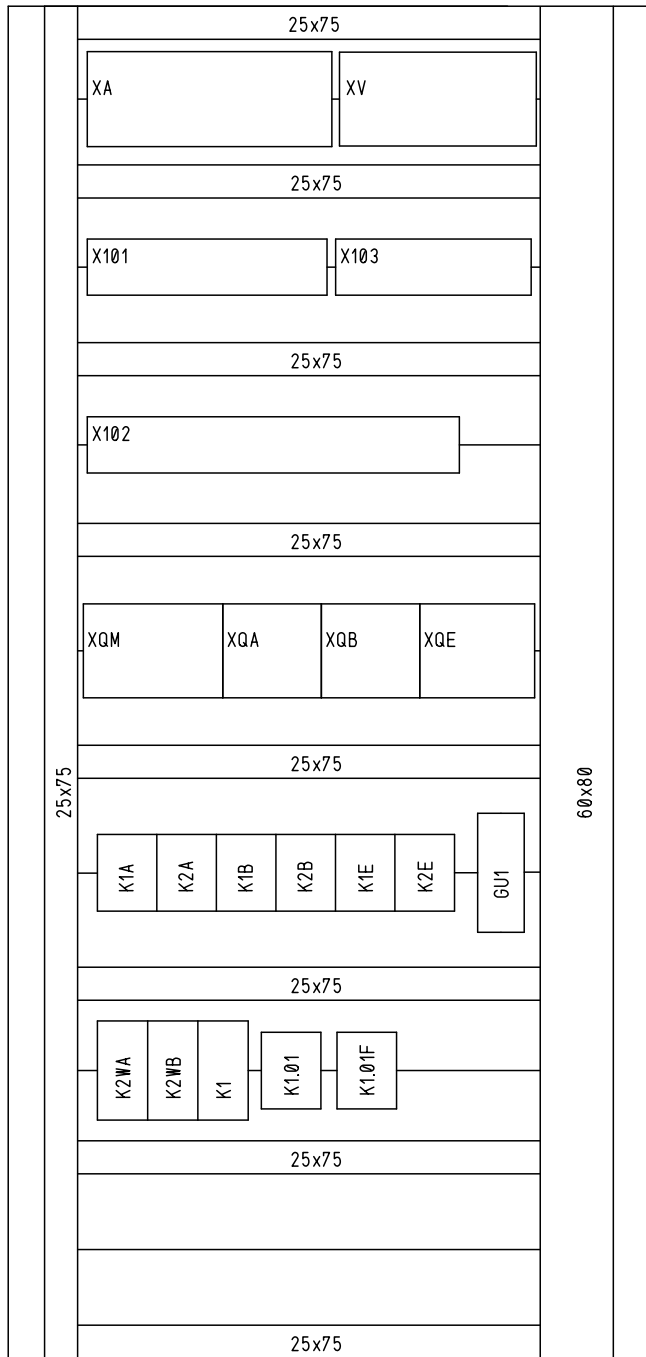 25x75
XA XV
25x75
X101 X103
25x75
X102
25x75
XQM XQA XQB XQE
25x75
25x75 60x80
K1A K2A K1B K2B K1E K2E GU1
25x75
K2WA K2WB K1 K1.01 K1.01F
25x75
25x75